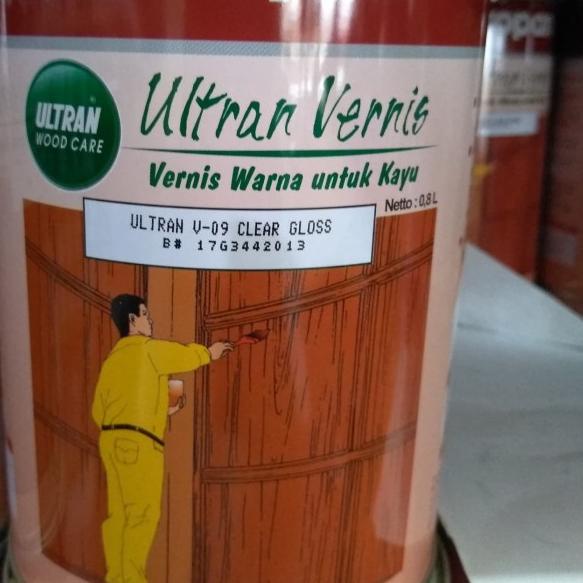 ULTRAN
WOOD CARE
Ultran Vernis
Vernis Warna untuk Kayu
Netto : 0,8 L
ULTRAN V-09 CLEAR GLOSS
B# 17G3442013